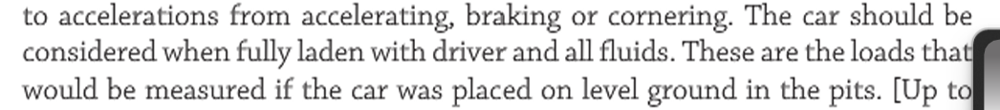 to accelerations from accelerating, braking or cornering. The car should be
considered when fully laden with driver and all fluids. These are the loads that
would be measured if the car was placed on level ground in the pits. [Up to